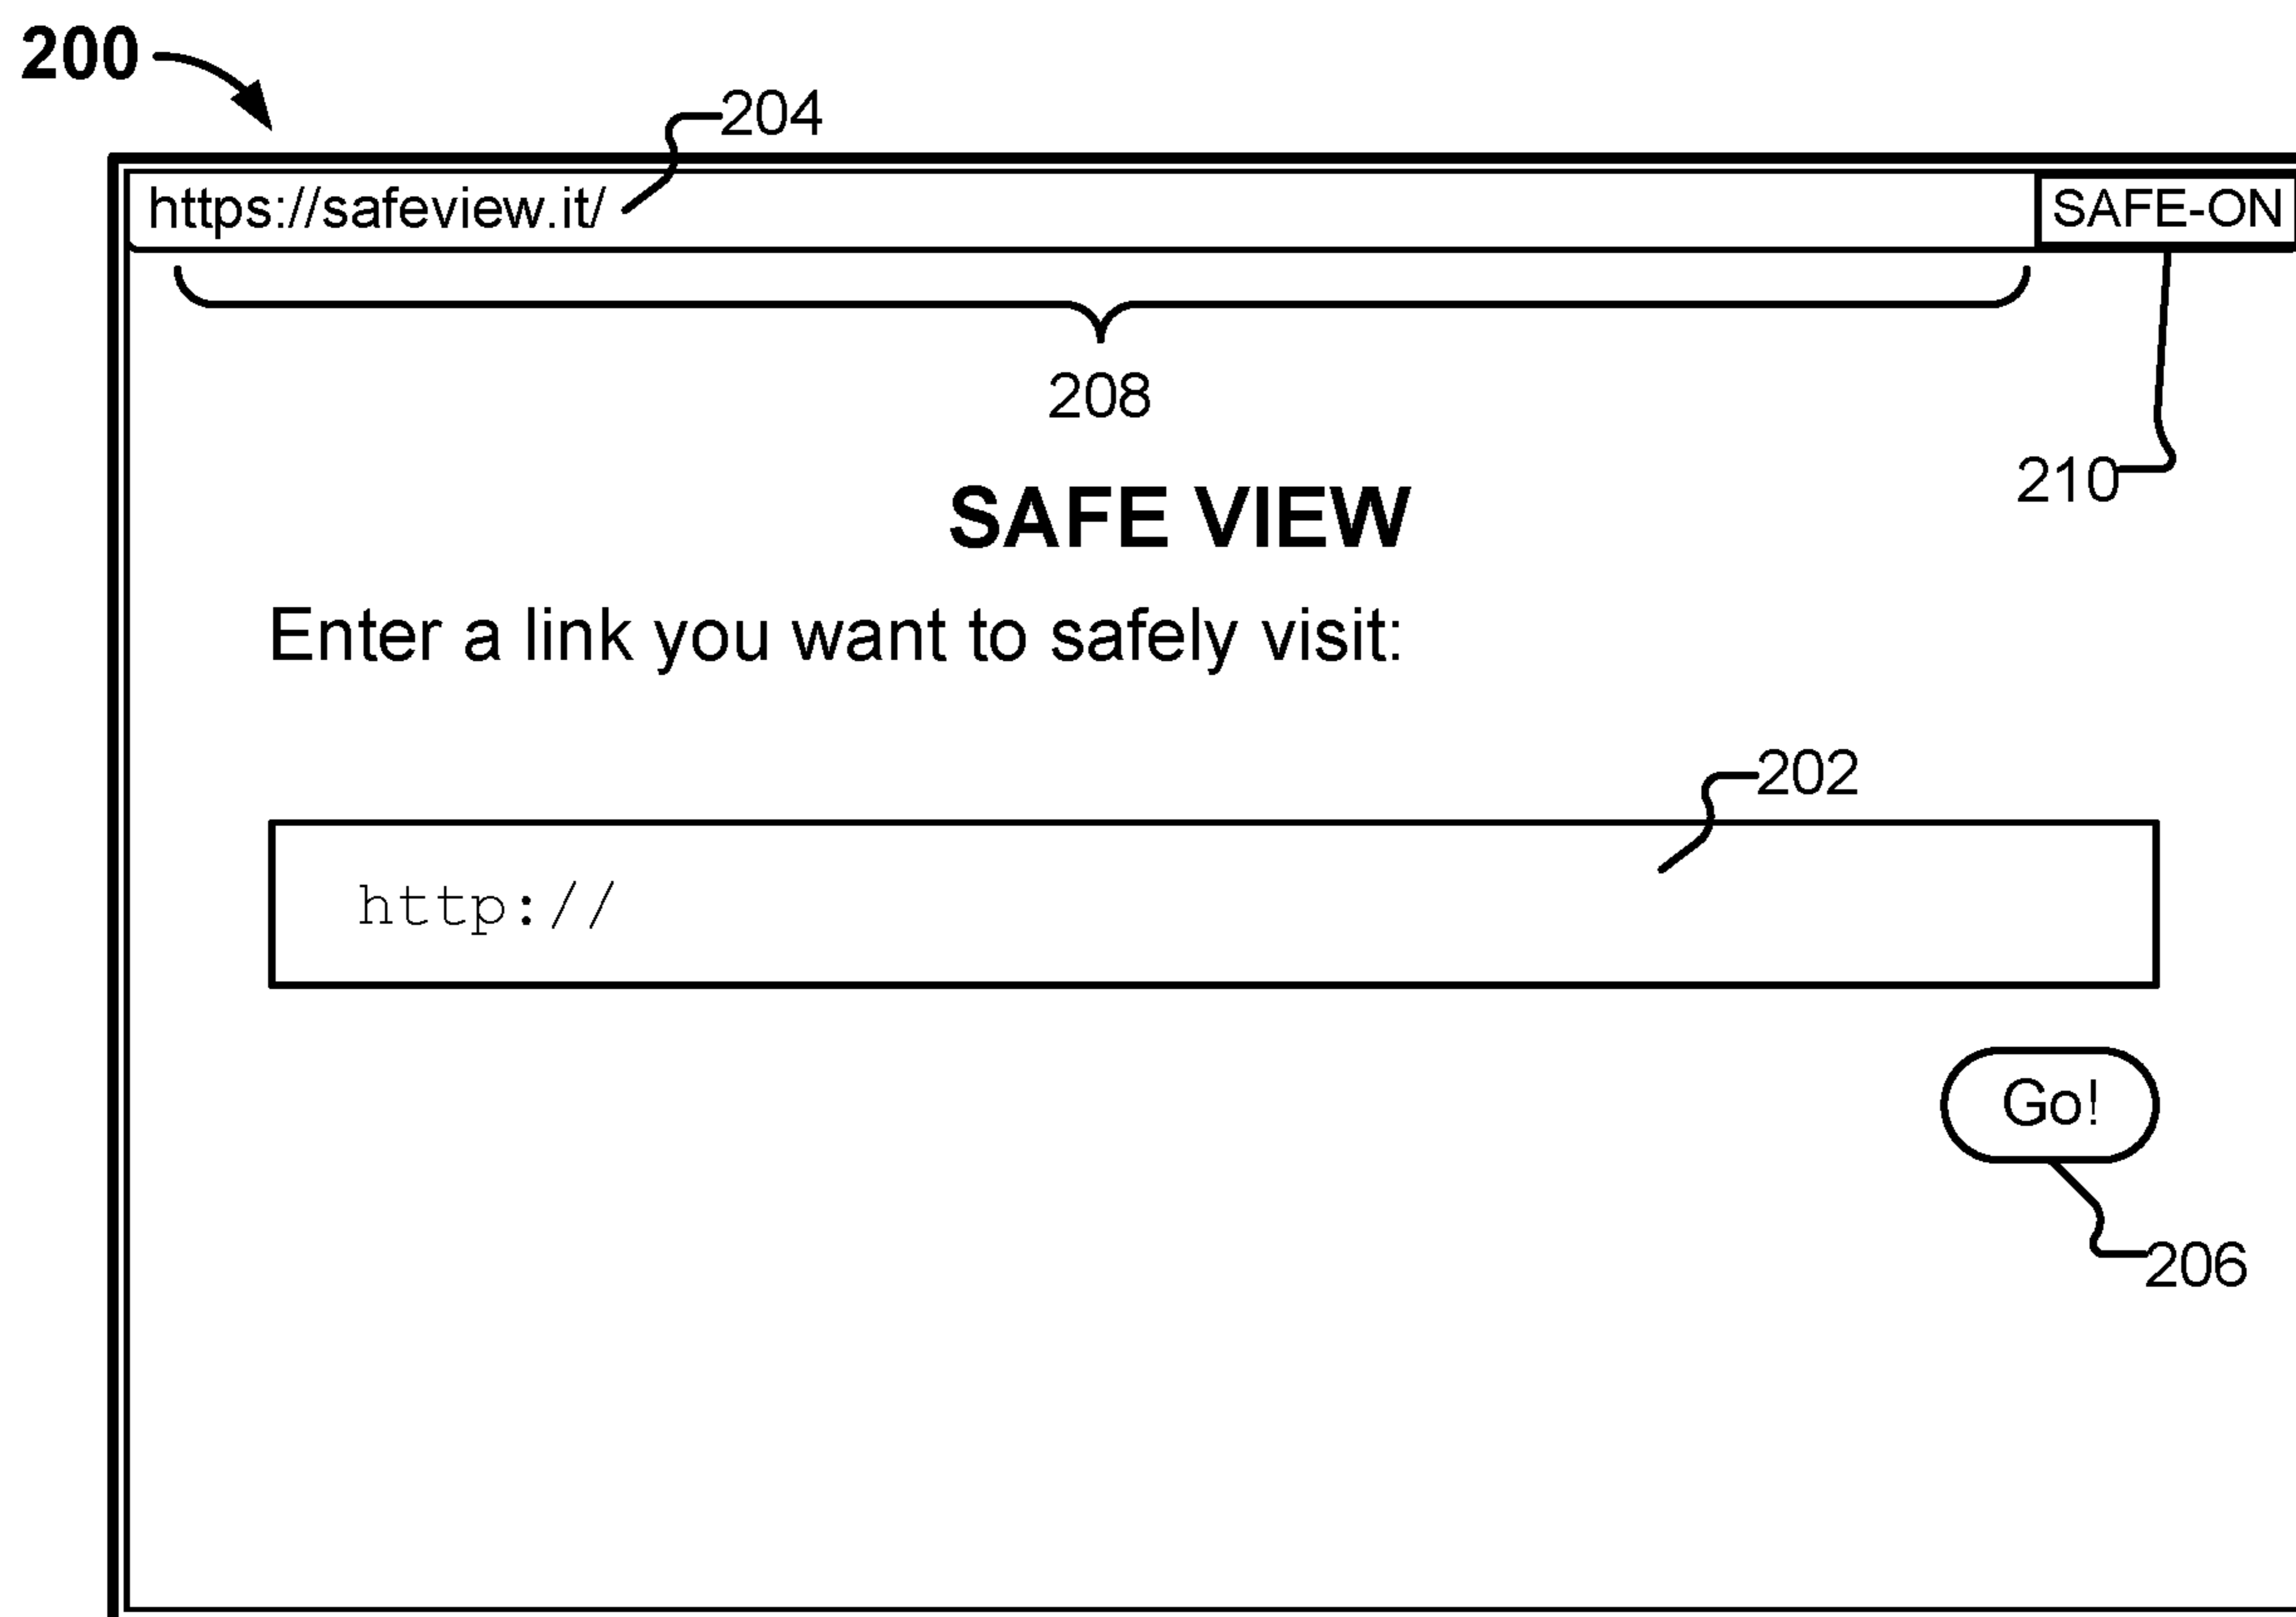 200
204
https://safeview.it/
SAFE-ON
208
210
SAFE VIEW
Enter a link you want to safely visit:
202
http://
Go!
206